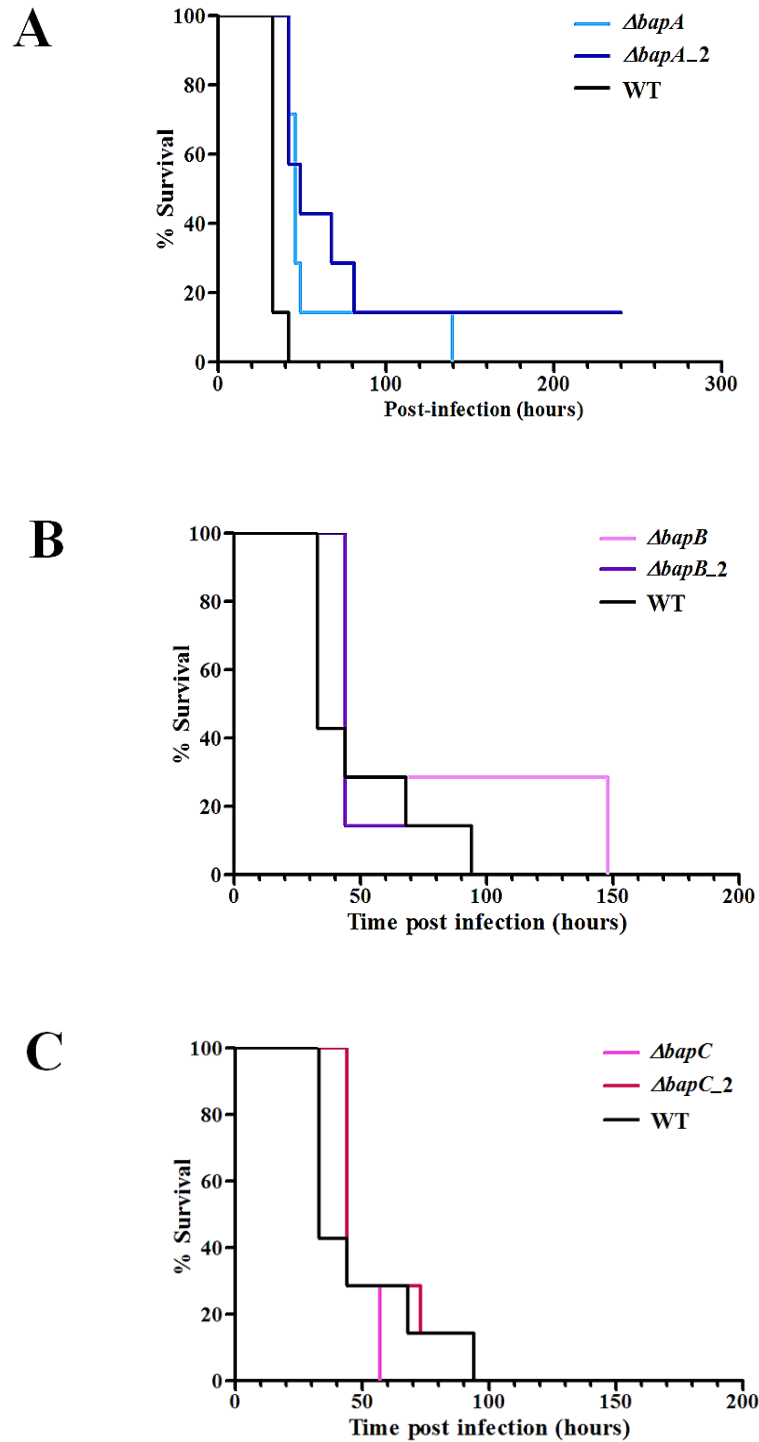 A
ΔbapA
ΔbapA_2
WT
100
80
60
40
20
0
% Survival
0 100 200 300
Post-infection (hours)
B
ΔbapB
ΔbapB_2
WT
100
80
60
40
20
0
% Survival
0 50 100 150 200
Time post infection (hours)
C
ΔbapC
ΔbapC_2
WT
100
80
60
40
20
0
% Survival
0 50 100 150 200
Time post infection (hours)